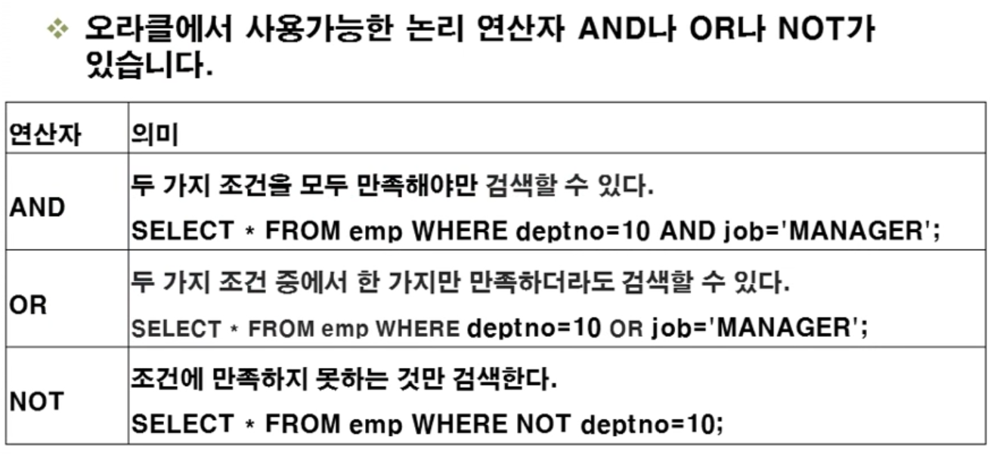 ❖ 오라클에서 사용가능한 논리 연산자 AND나 OR나 NOT가
있습니다.
연산자 의미
AND
두 가지 조건을 모두 만족해야만 검색할 수 있다.
SELECT * FROM emp WHERE deptno=10 AND job='MANAGER';
OR
두 가지 조건 중에서 한 가지만 만족하더라도 검색할 수 있다.
SELECT * FROM emp WHERE deptno=10 OR job='MANAGER';
NOT
조건에 만족하지 못하는 것만 검색한다.
SELECT * FROM emp WHERE NOT deptno=10;